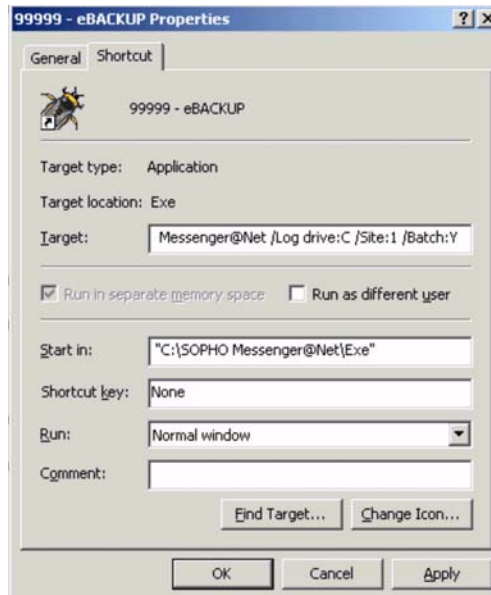 99999 - eBACKUP Properties
General Shortcut
99999 - eBACKUP
Target type: Application
Target location: Exe
Target: Messenger@Net /Log drive:C /Site:1 /Batch:Y
Run in separate memory space Run as different user
Start in: "C:\SOPHO Messenger@Net\Exe"
Shortcut key: None
Run: Normal window
Comment:
Find Target... Change Icon...
OK Cancel Apply